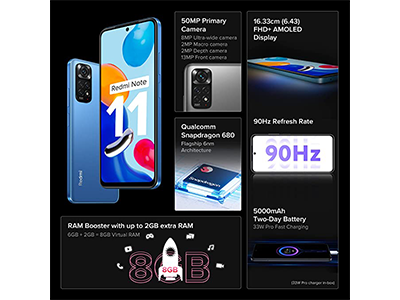 50MP Primary
Camera
8MP Ultra-wide camera
2MP Macro camera
2MP Depth camera
13MP Front camera
16.33cm (6.43)
FHD+ AMOLED
Display
Redmi Note
11
Redmi
Qualcomm
Snapdragon 680
Flagship 6nm
Architecture
snapdragon
90Hz Refresh Rate
90Hz
5000mAh
Two-Day Battery
33W Pro Fast Charging
(33W Pro charger in-box)
RAM Booster with up to 2GB extra RAM
6GB + 2GB = 8GB Virtual RAM
8GB
8GB